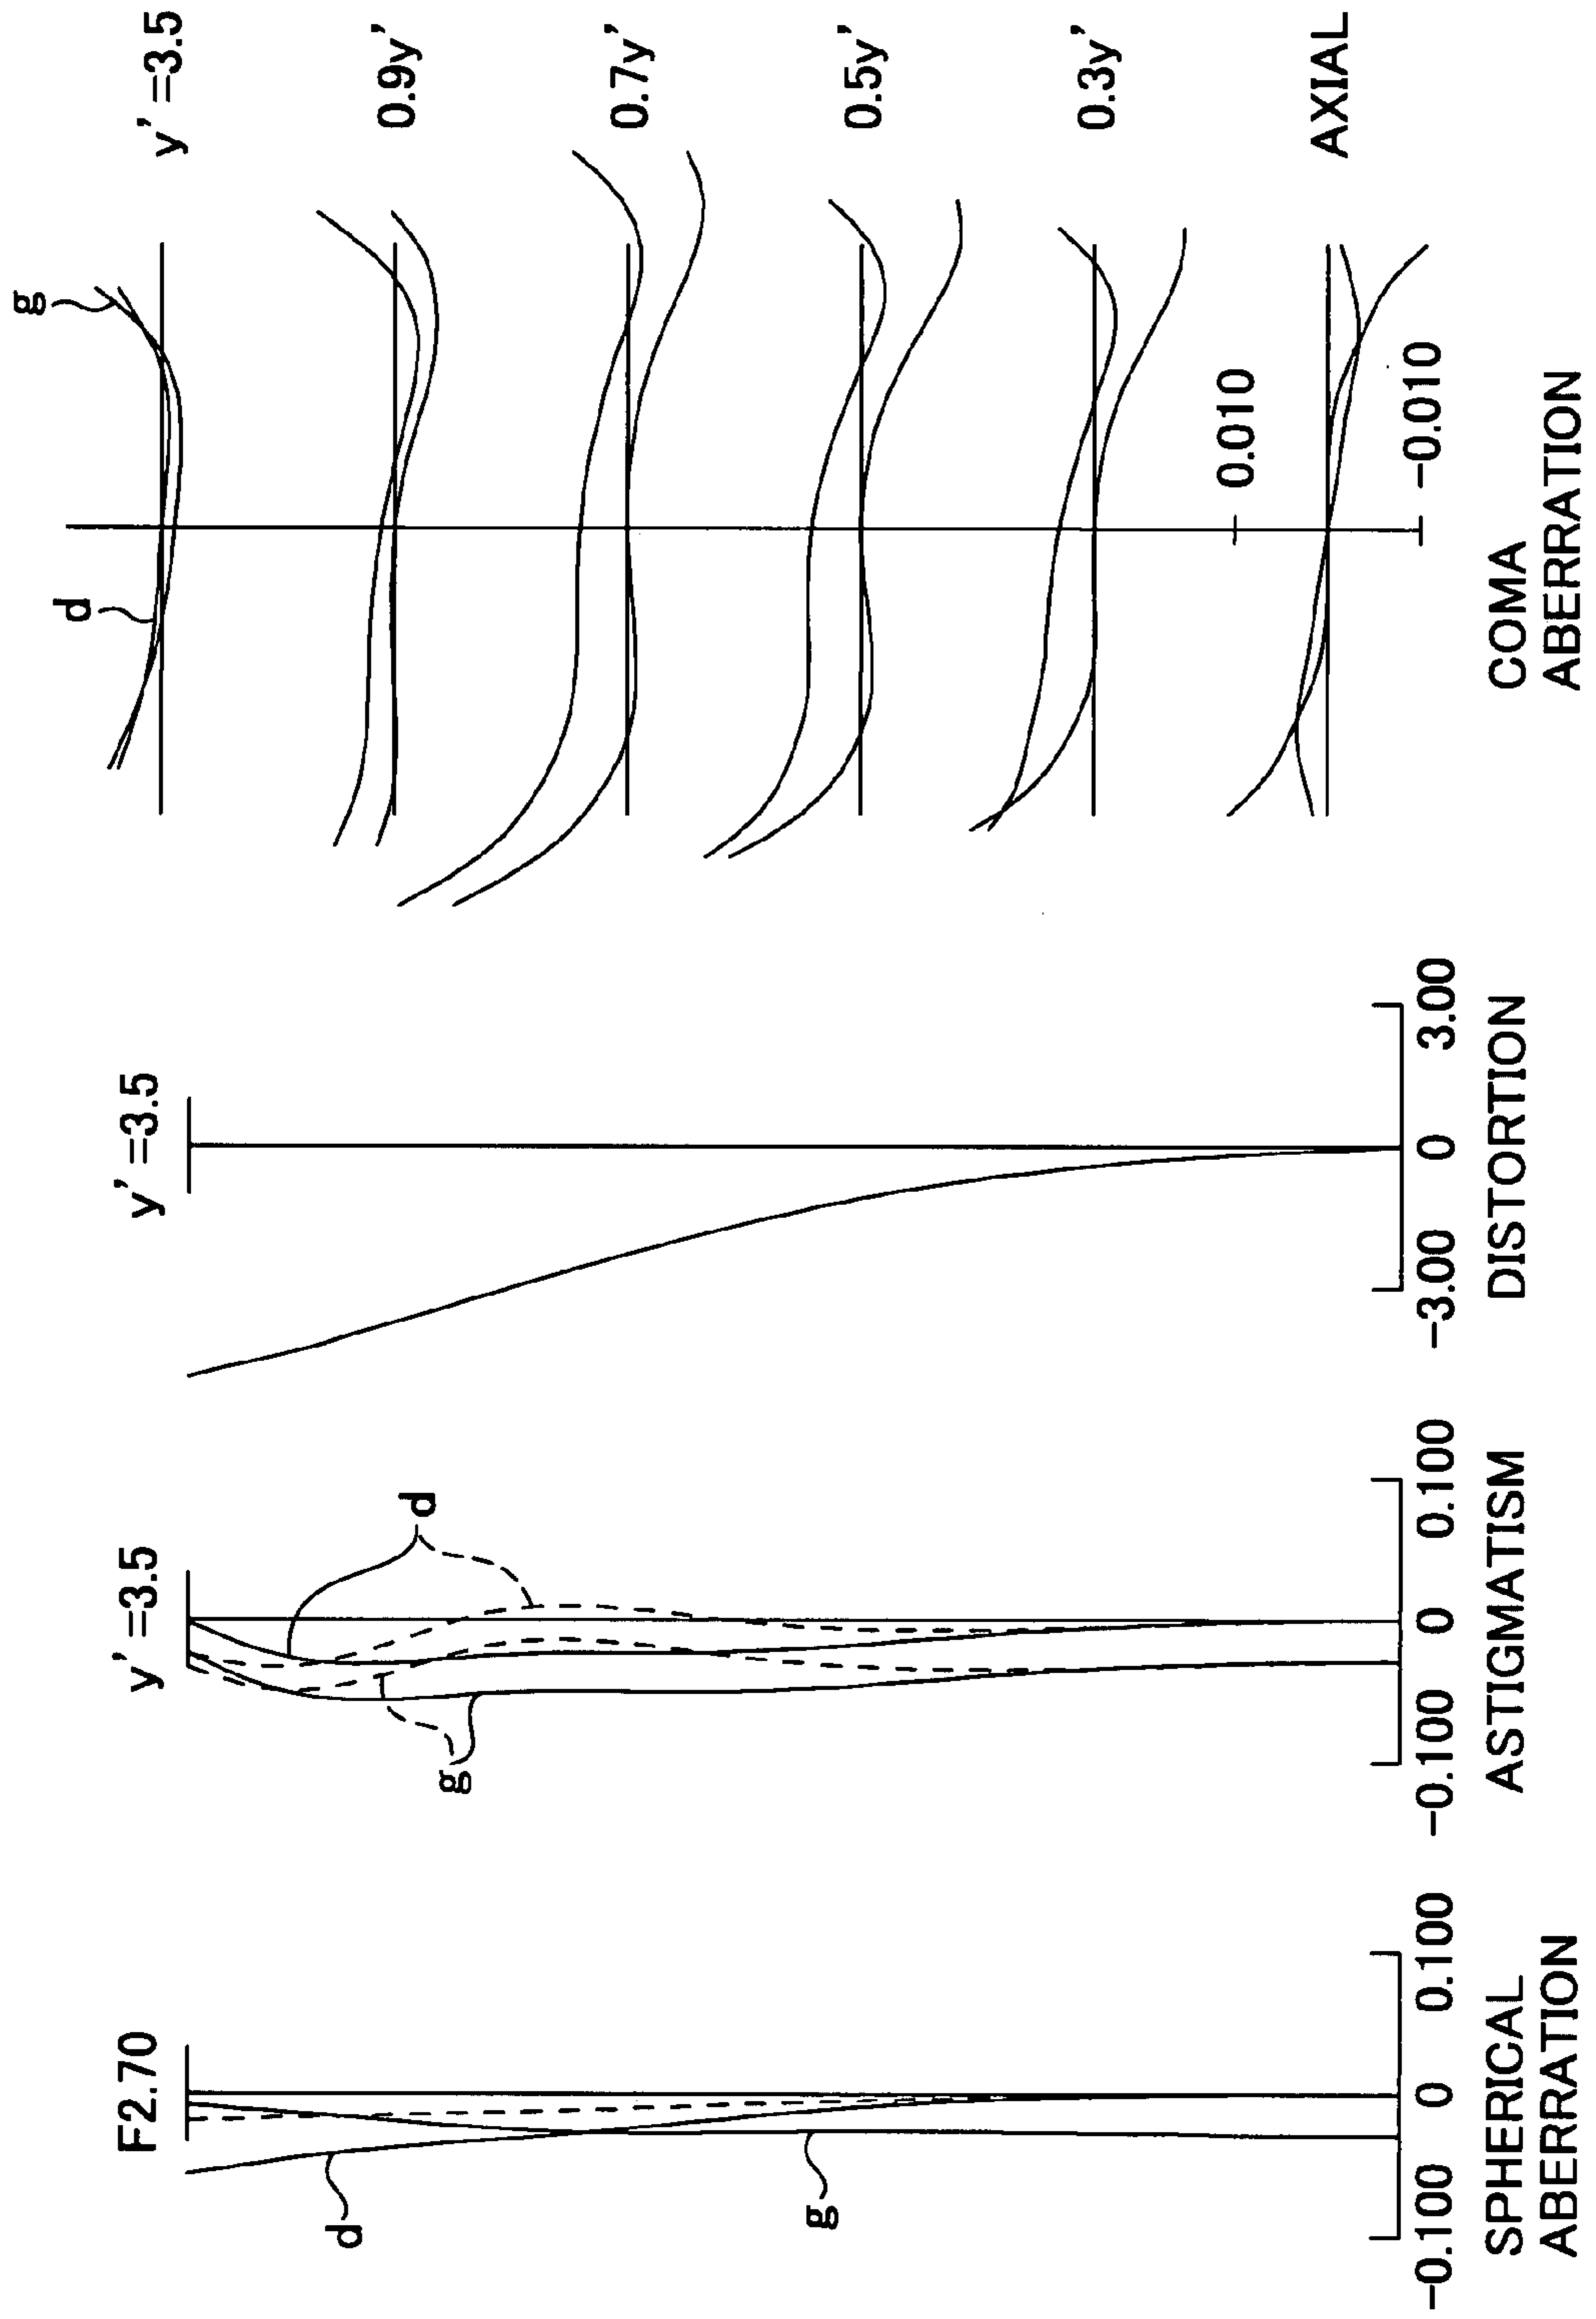 F2.70
d
g
-0.100 0 0.100
SPHERICAL
ABERRATION
y'=3.5
d
g
-0.100 0 0.100
ASTIGMATISM
y'=3.5
-3.00 0 3.00
DISTORTION
d
g
y'=3.5
0.9y'
0.7y'
0.5y'
0.3y'
0.010
AXIAL
-0.010
COMA
ABERRATION